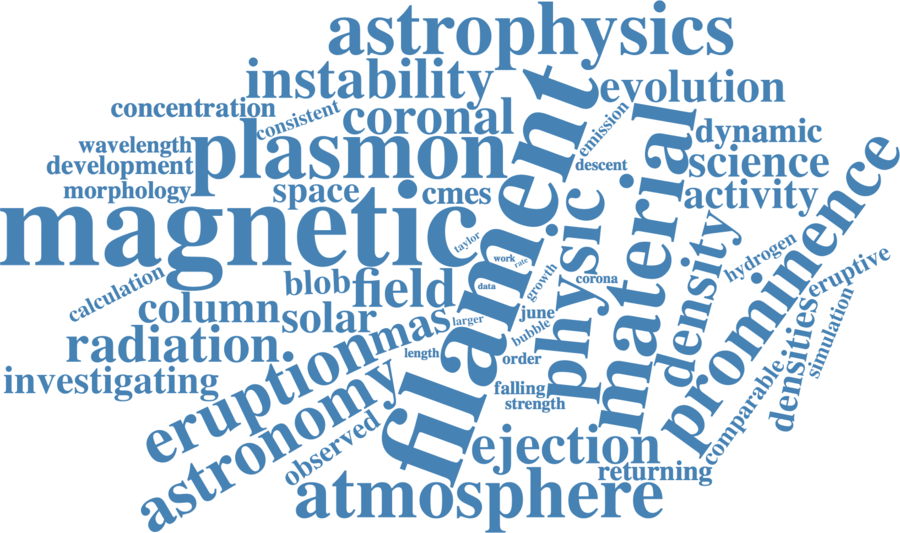 astrophysics
instability
evolution
concentration
consistent
coronal
emission
dynamic
wavelength
plasmon
filament
material
development
descent
science
prominence
morphology
space
cmes
activity
magnetic
physic
taylor
work
rate
density
hydrogen
calculation
blob
field
data
growth
corona
eruptive
column
solar
mas
larger
june
bubble
densities
simulation
radiation
eruption
length
order
comparable
investigating
astronomy
falling
strength
observed
ejection
returning
atmosphere